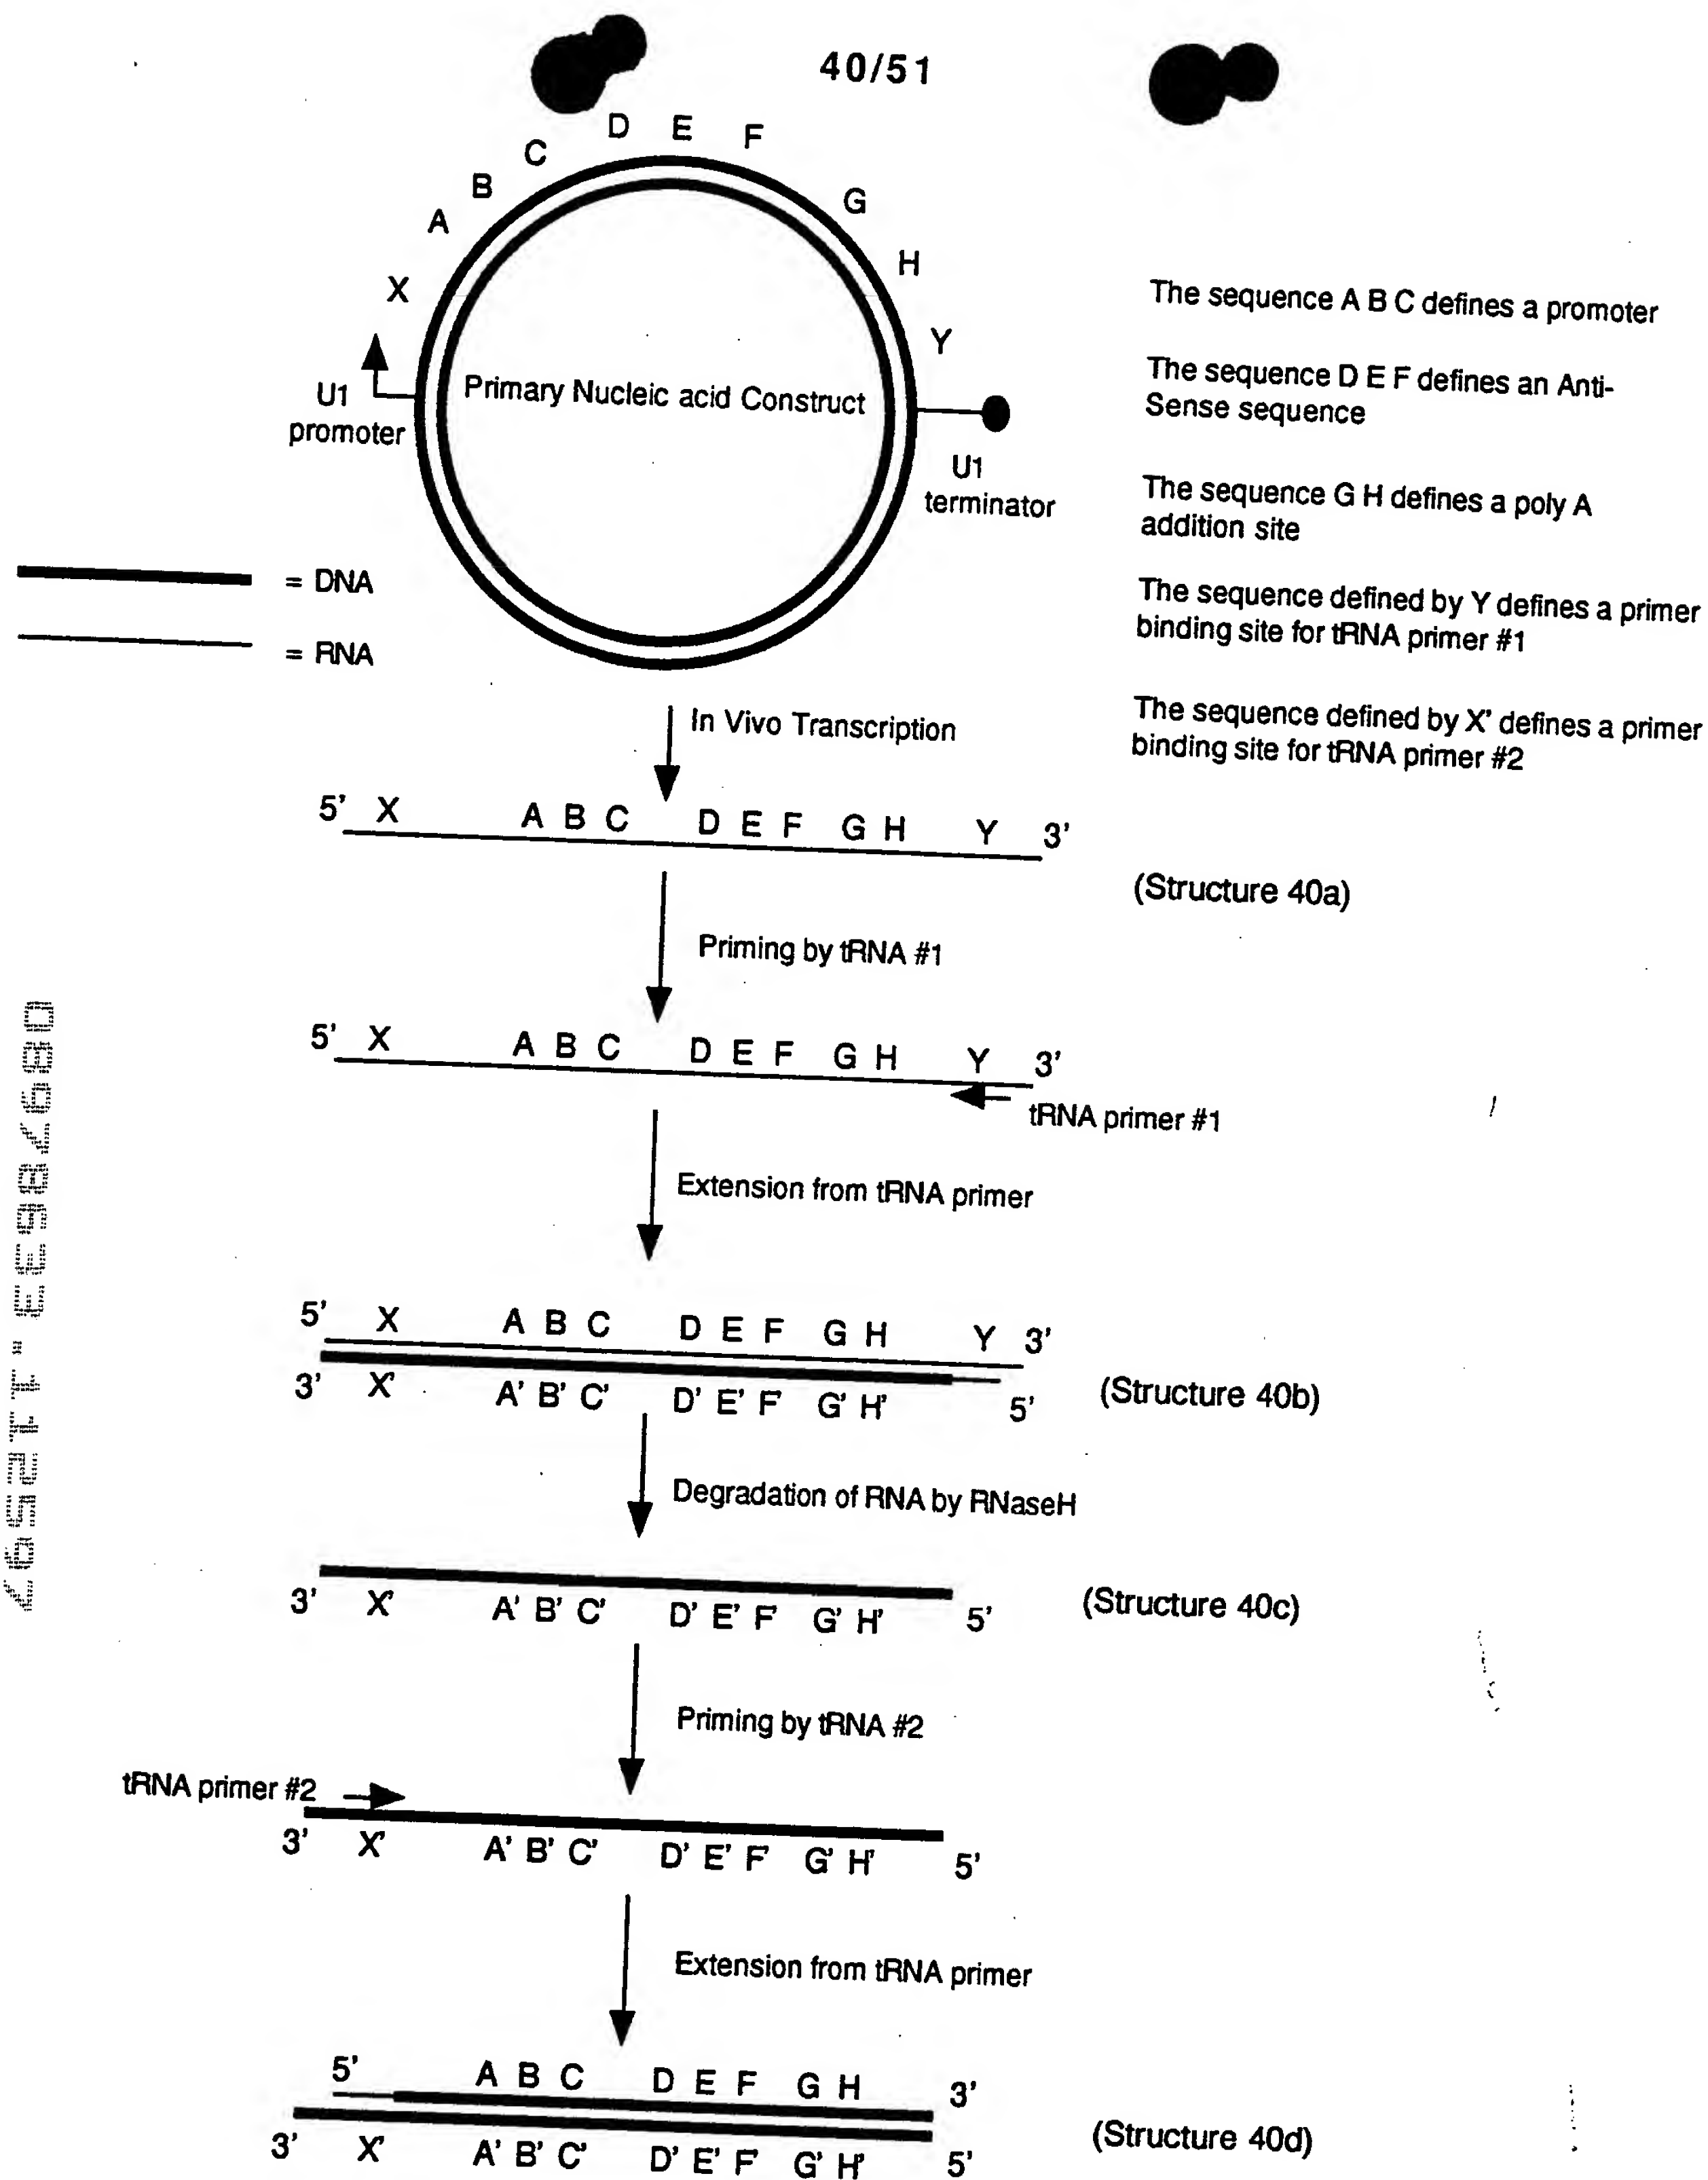 40/51
D E F
C
G
B
A
H
X
Y
Primary Nucleic acid Construct
U1
promoter
U1
terminator
The sequence A B C defines a promoter
The sequence D E F defines an Anti-
Sense sequence
The sequence G H defines a poly A
addition site
The sequence defined by Y defines a primer
binding site for tRNA primer #1
The sequence defined by X' defines a primer
binding site for tRNA primer #2
= DNA
= RNA
In Vivo Transcription
5' X A B C D E F G H Y 3'
(Structure 40a)
Priming by tRNA #1
5' X A B C D E F G H Y 3'
tRNA primer #1
Extension from tRNA primer
5' X A B C D E F G H Y 3'
3' X' A' B' C' D' E' F' G' H' 5'
(Structure 40b)
Degradation of RNA by RNaseH
3' X' A' B' C' D' E' F' G' H' 5'
(Structure 40c)
Priming by tRNA #2
tRNA primer #2
3' X' A' B' C' D' E' F' G' H' 5'
Extension from tRNA primer
5' A B C D E F G H 3'
3' X' A' B' C' D' E' F' G' H' 5'
(Structure 40d)
08978633.112597